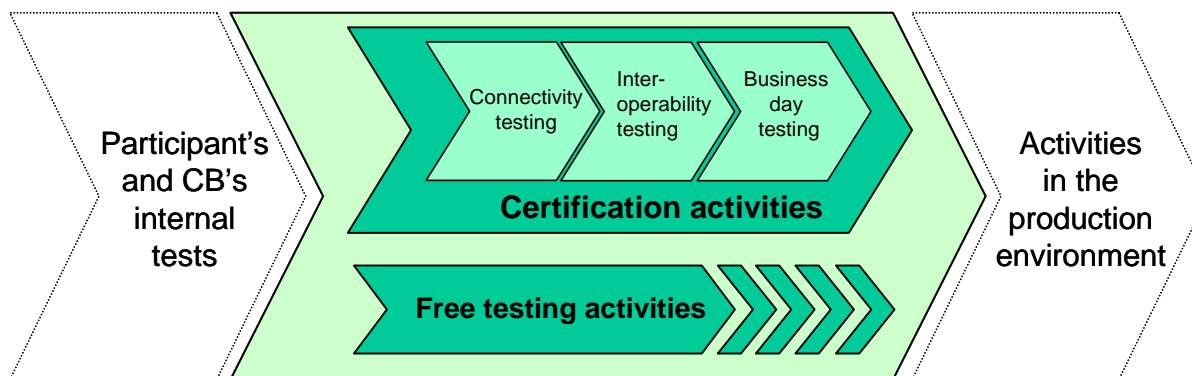 Participant's
and CB's
internal
tests
Connectivity
testing
Inter-
operability
testing
Business
day
testing
Certification activities
Free testing activities
Activities
in the
production
environment